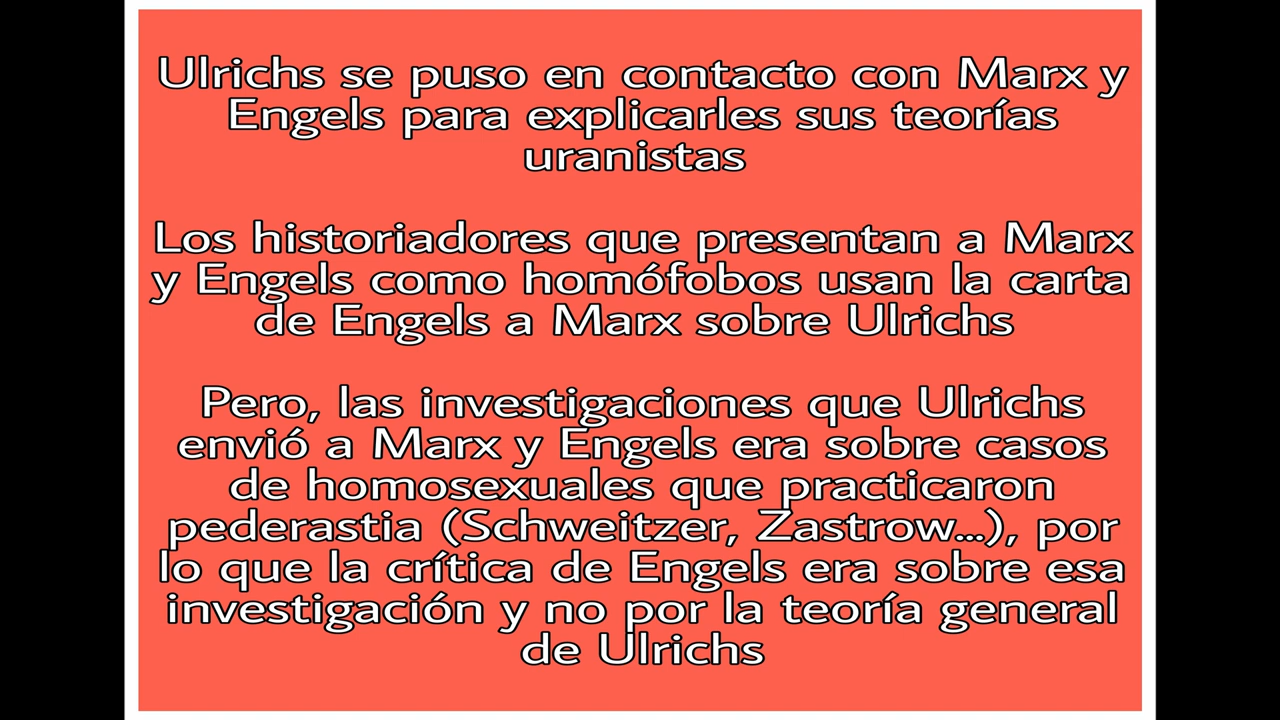 Ulrichs se puso en contacto con Marx y
Engels para explicarles sus teorías
uranistas
Los historiadores que presentan a Marx
y Engels como homófobos usan la carta
de Engels a Marx sobre Ulrichs
Pero, las investigaciones que Ulrichs
envió a Marx y Engels era sobre casos
de homosexuales que practicaron
pederastia (Schweitzer, Zastrow...), por
lo que la crítica de Engels era sobre esa
investigación y no por la teoría general
de Ulrichs